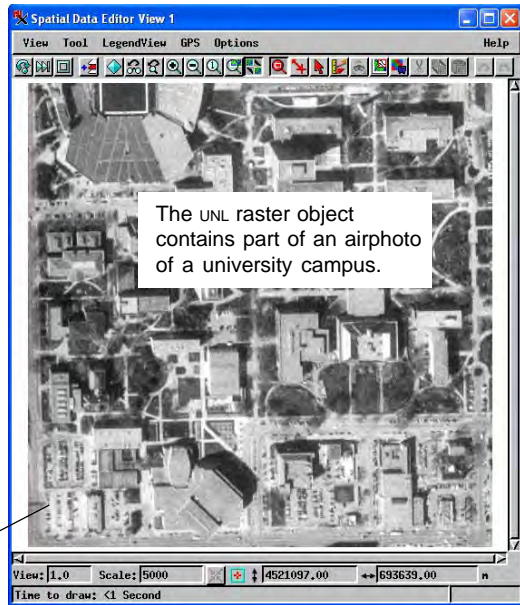 Spatial Data Editor View 1
View Tool LegendView GPS Options Help
The UNL raster object
contains part of an airphoto
of a university campus.
View: 1.0 Scale: 5000 4521097.00 693639.00 m
Time to draw: <1 Second